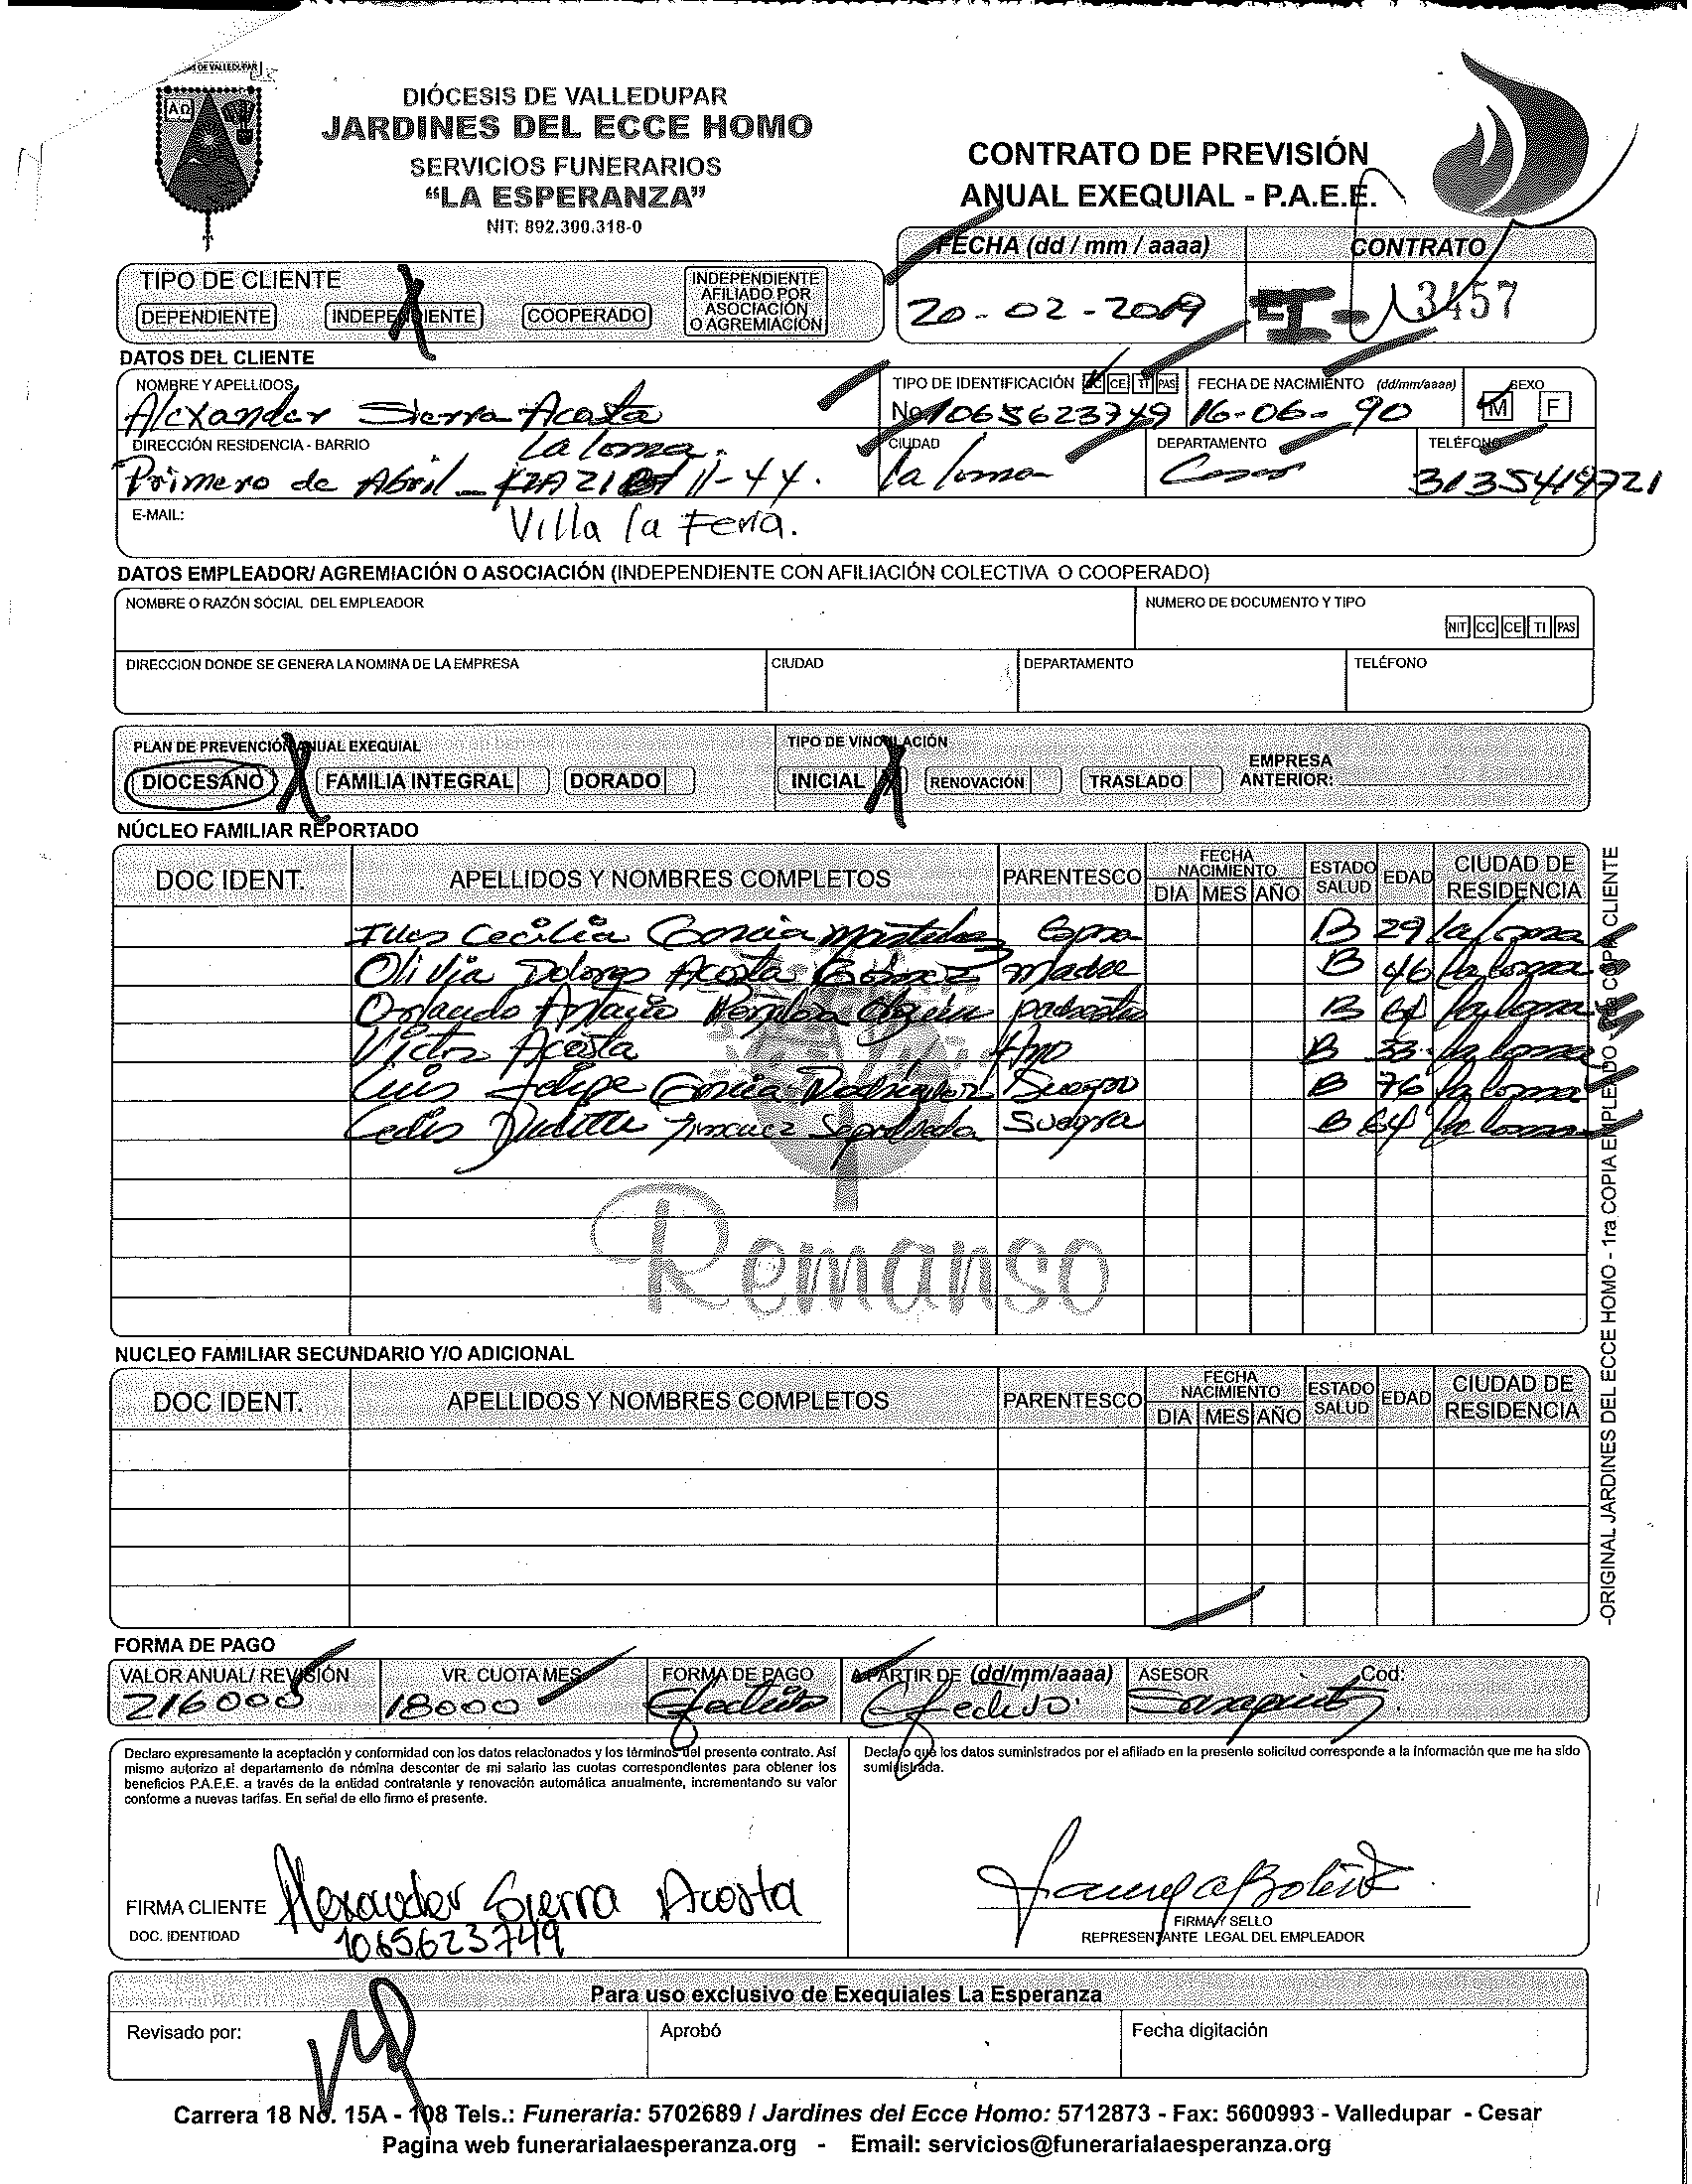 DE VALLEDUPAR
ΑΩ
DIÓCESIS DE VALLEDUPAR
JARDINES DEL ECCE HOMO
SERVICIOS FUNERARIOS
“LA ESPERANZA”
NIT: 892.300.318-0
CONTRATO DE PREVISIÓN
ANUAL EXEQUIAL - P.A.E.E.
FECHA (dd / mm / aaaa) CONTRATO
20-02-2019 EI-13457
TIPO DE CLIENTE
DEPENDIENTE INDEPENDIENTE COOPERADO INDEPENDIENTE AFILIADO POR ASOCIACIÓN O AGREMIACIÓN
DATOS DEL CLIENTE
NOMBRE Y APELLIDOS TIPO DE IDENTIFICACIÓN CC CE TI PAS FECHA DE NACIMIENTO (dd/mm/aaaa) SEXO
Alexander Sierra Acosta No 1065623749 16-06-90 M F
DIRECCIÓN RESIDENCIA - BARRIO La loma. CIUDAD DEPARTAMENTO TELÉFONO
Primero de Abril - 11-44. la loma Cesar
E-MAIL: Villa la Feria.
DATOS EMPLEADOR/ AGREMIACIÓN O ASOCIACIÓN (INDEPENDIENTE CON AFILIACIÓN COLECTIVA O COOPERADO)
NOMBRE O RAZÓN SOCIAL DEL EMPLEADOR NUMERO DE DOCUMENTO Y TIPO
NIT CC CE TI PAS
DIRECCION DONDE SE GENERA LA NOMINA DE LA EMPRESA CIUDAD DEPARTAMENTO TELÉFONO
PLAN DE PREVENCIÓN ANUAL EXEQUIAL TIPO DE VINCULACIÓN
DIOCESANO FAMILIA INTEGRAL DORADO INICIAL RENOVACIÓN TRASLADO EMPRESA ANTERIOR:
NÚCLEO FAMILIAR REPORTADO
DOC IDENT. APELLIDOS Y NOMBRES COMPLETOS PARENTESCO FECHA NACIMIENTO DIA MES AÑO ESTADO SALUD EDAD CIUDAD DE RESIDENCIA
Cecilia Garcia B 29 la loma
Olivia Dolores Acosta Gómez Madre B 46 la loma
Orlando Antonio padrastro B la loma
Victor Acosta B 33 la loma
Luis Felipe Garcia Rodriguez Suegro B 76 la loma
Judith Suegra B 64 la loma
Remanso
NUCLEO FAMILIAR SECUNDARIO Y/O ADICIONAL
DOC IDENT. APELLIDOS Y NOMBRES COMPLETOS PARENTESCO FECHA NACIMIENTO DIA MES AÑO ESTADO SALUD EDAD CIUDAD DE RESIDENCIA
-ORIGINAL JARDINES DEL ECCE HOMO - 1ra COPIA EMPLEADO COPIA CLIENTE
FORMA DE PAGO
VALOR ANUAL/ REVISIÓN VR. CUOTA MES FORMA DE PAGO A PARTIR DE (dd/mm/aaaa) ASESOR Cod:
216000 18000 Efectivo Efectivo
Declaro expresamente la aceptación y conformidad con los datos relacionados y los términos del presente contrato. Así
mismo autorizo al departamento de nómina descontar de mi salario las cuotas correspondientes para obtener los
beneficios P.A.E.E. a través de la entidad contratante y renovación automática anualmente, incrementando su valor
conforme a nuevas tarifas. En señal de ello firmo el presente.
Declaro que los datos suministrados por el afiliado en la presente solicitud corresponde a la información que me ha sido
suministrada.
FIRMA CLIENTE Alexander Sierra Acosta
DOC. IDENTIDAD 1065623749
FIRMA Y SELLO
REPRESENTANTE LEGAL DEL EMPLEADOR
Para uso exclusivo de Exequiales La Esperanza
Revisado por: Aprobó Fecha digitación
Carrera 18 No. 15A - 108 Tels.: Funeraria: 5702689 / Jardines del Ecce Homo: 5712873 - Fax: 5600993 - Valledupar - Cesar
Pagina web funerarialaesperanza.org - Email: servicios@funerarialaesperanza.org